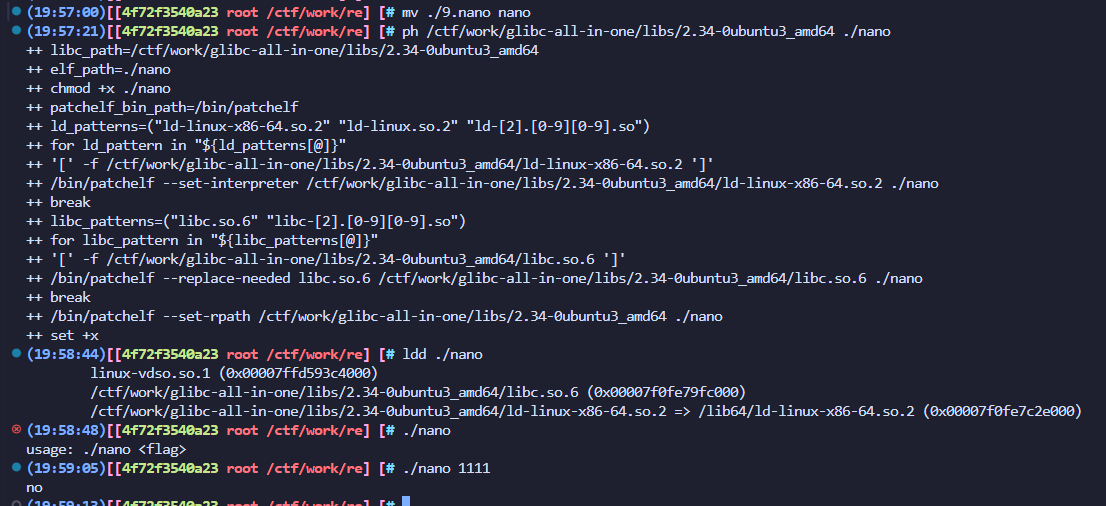 (19:57:00)[[4f72f3540a23 root /ctf/work/re] [# mv ./9.nano nano
(19:57:21)[[4f72f3540a23 root /ctf/work/re] [# ph /ctf/work/glibc-all-in-one/libs/2.34-0ubuntu3_amd64 ./nano
++ libc_path=/ctf/work/glibc-all-in-one/libs/2.34-0ubuntu3_amd64
++ elf_path=./nano
++ chmod +x ./nano
++ patchelf_bin_path=/bin/patchelf
++ ld_patterns=("ld-linux-x86-64.so.2" "ld-linux.so.2" "ld-[2].[0-9][0-9].so")
++ for ld_pattern in "${ld_patterns[@]}"
++ '[' -f /ctf/work/glibc-all-in-one/libs/2.34-0ubuntu3_amd64/ld-linux-x86-64.so.2 ']'
++ /bin/patchelf --set-interpreter /ctf/work/glibc-all-in-one/libs/2.34-0ubuntu3_amd64/ld-linux-x86-64.so.2 ./nano
++ break
++ libc_patterns=("libc.so.6" "libc-[2].[0-9][0-9].so")
++ for libc_pattern in "${libc_patterns[@]}"
++ '[' -f /ctf/work/glibc-all-in-one/libs/2.34-0ubuntu3_amd64/libc.so.6 ']'
++ /bin/patchelf --replace-needed libc.so.6 /ctf/work/glibc-all-in-one/libs/2.34-0ubuntu3_amd64/libc.so.6 ./nano
++ break
++ /bin/patchelf --set-rpath /ctf/work/glibc-all-in-one/libs/2.34-0ubuntu3_amd64 ./nano
++ set +x
(19:58:44)[[4f72f3540a23 root /ctf/work/re] [# ldd ./nano
linux-vdso.so.1 (0x00007ffd593c4000)
/ctf/work/glibc-all-in-one/libs/2.34-0ubuntu3_amd64/libc.so.6 (0x00007f0fe79fc000)
/ctf/work/glibc-all-in-one/libs/2.34-0ubuntu3_amd64/ld-linux-x86-64.so.2 => /lib64/ld-linux-x86-64.so.2 (0x00007f0fe7c2e000)
(19:58:48)[[4f72f3540a23 root /ctf/work/re] [# ./nano
usage: ./nano <flag>
(19:59:05)[[4f72f3540a23 root /ctf/work/re] [# ./nano 1111
no
(19:59:13)[[4f72f3540a23 root /ctf/work/re] [#